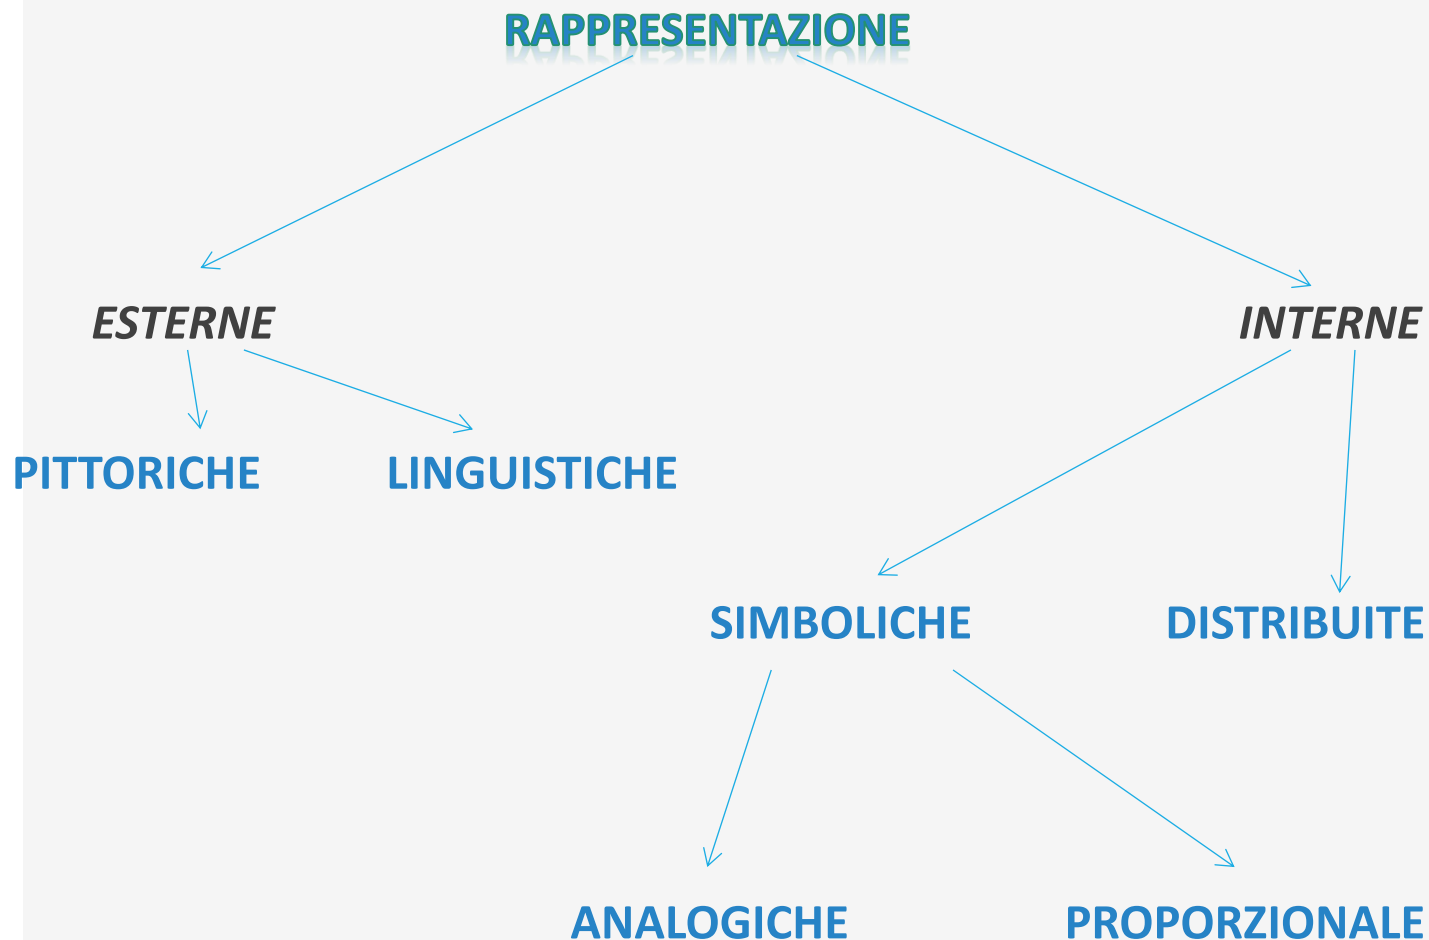 RAPPRESENTAZIONE
ESTERNE
INTERNE
PITTORICHE
LINGUISTICHE
SIMBOLICHE
DISTRIBUITE
ANALOGICHE
PROPORZIONALE